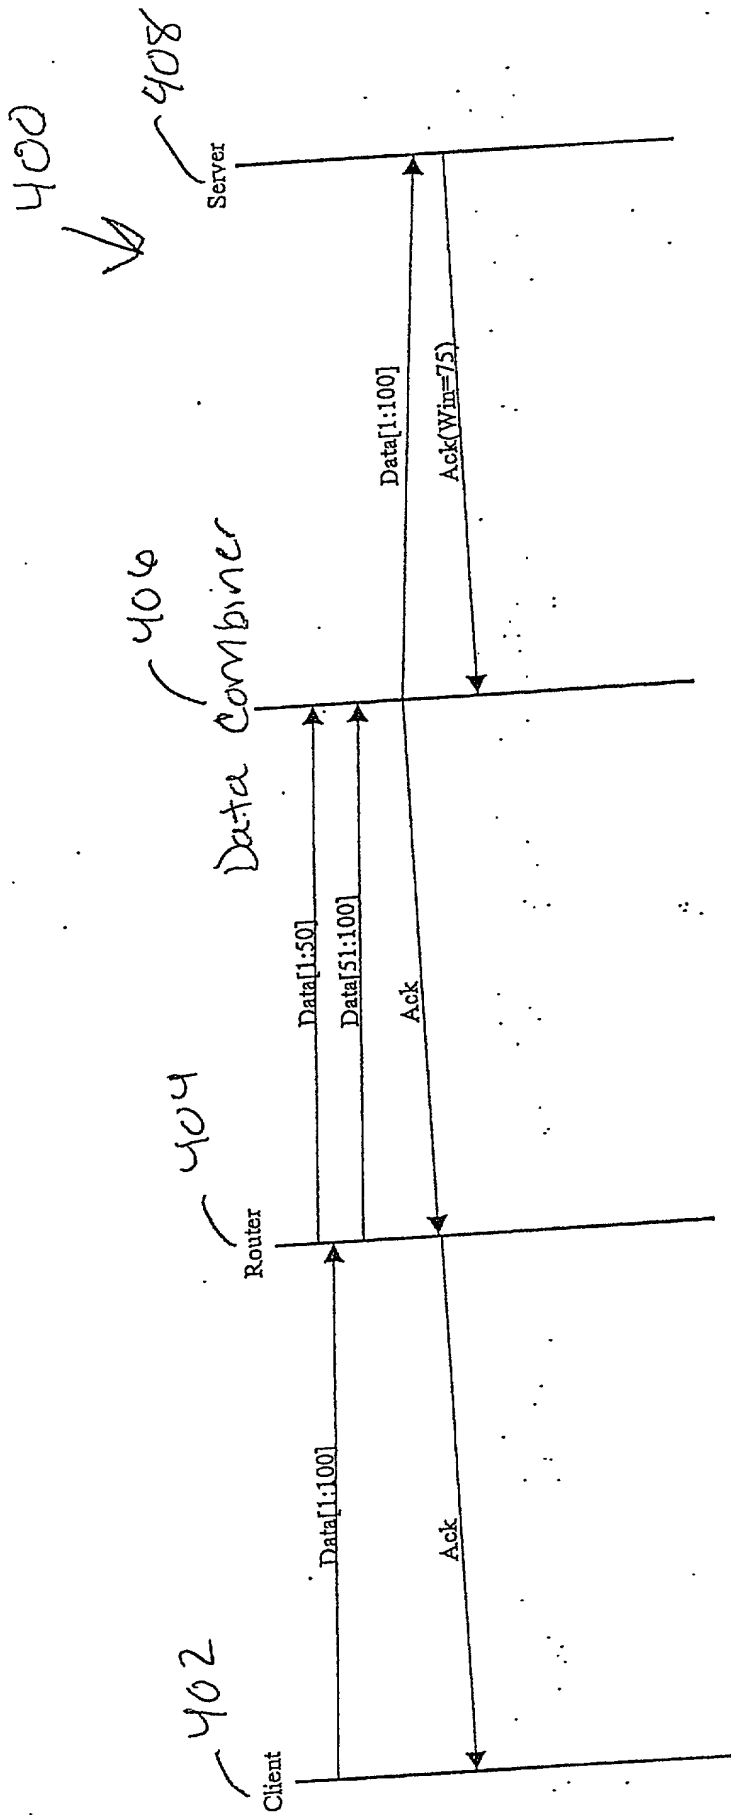 400
402
Client
404
Router
406
Data Combiner
408
Server
Data[1:100]
Data[1:50]
Data[51:100]
Data[1:100]
Ack(Win=75)
Ack
Ack